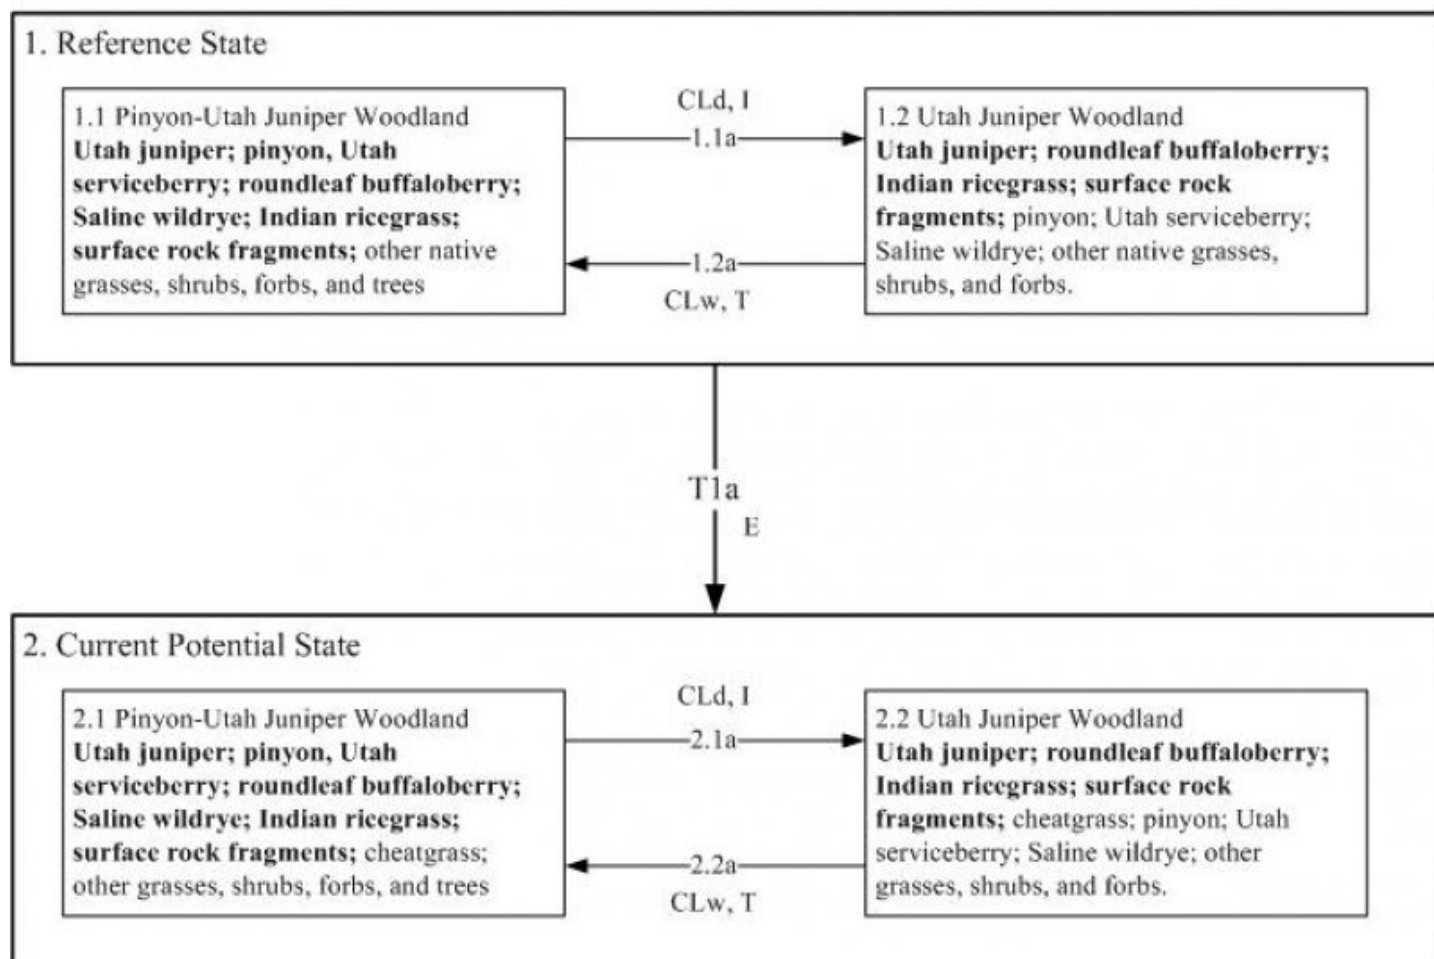 1. Reference State
1.1 Pinyon-Utah Juniper Woodland
Utah juniper; pinyon, Utah
serviceberry; roundleaf buffaloberry;
Saline wildrye; Indian ricegrass;
surface rock fragments; other native
grasses, shrubs, forbs, and trees
CLd, I
1.1a
1.2a
CLw, T
1.2 Utah Juniper Woodland
Utah juniper; roundleaf buffaloberry;
Indian ricegrass; surface rock
fragments; pinyon; Utah serviceberry;
Saline wildrye; other native grasses,
shrubs, and forbs.
T1a
E
2. Current Potential State
2.1 Pinyon-Utah Juniper Woodland
Utah juniper; pinyon, Utah
serviceberry; roundleaf buffaloberry;
Saline wildrye; Indian ricegrass;
surface rock fragments; cheatgrass;
other grasses, shrubs, forbs, and trees
CLd, I
2.1a
2.2a
CLw, T
2.2 Utah Juniper Woodland
Utah juniper; roundleaf buffaloberry;
Indian ricegrass; surface rock
fragments; cheatgrass; pinyon; Utah
serviceberry; Saline wildrye; other
grasses, shrubs, and forbs.